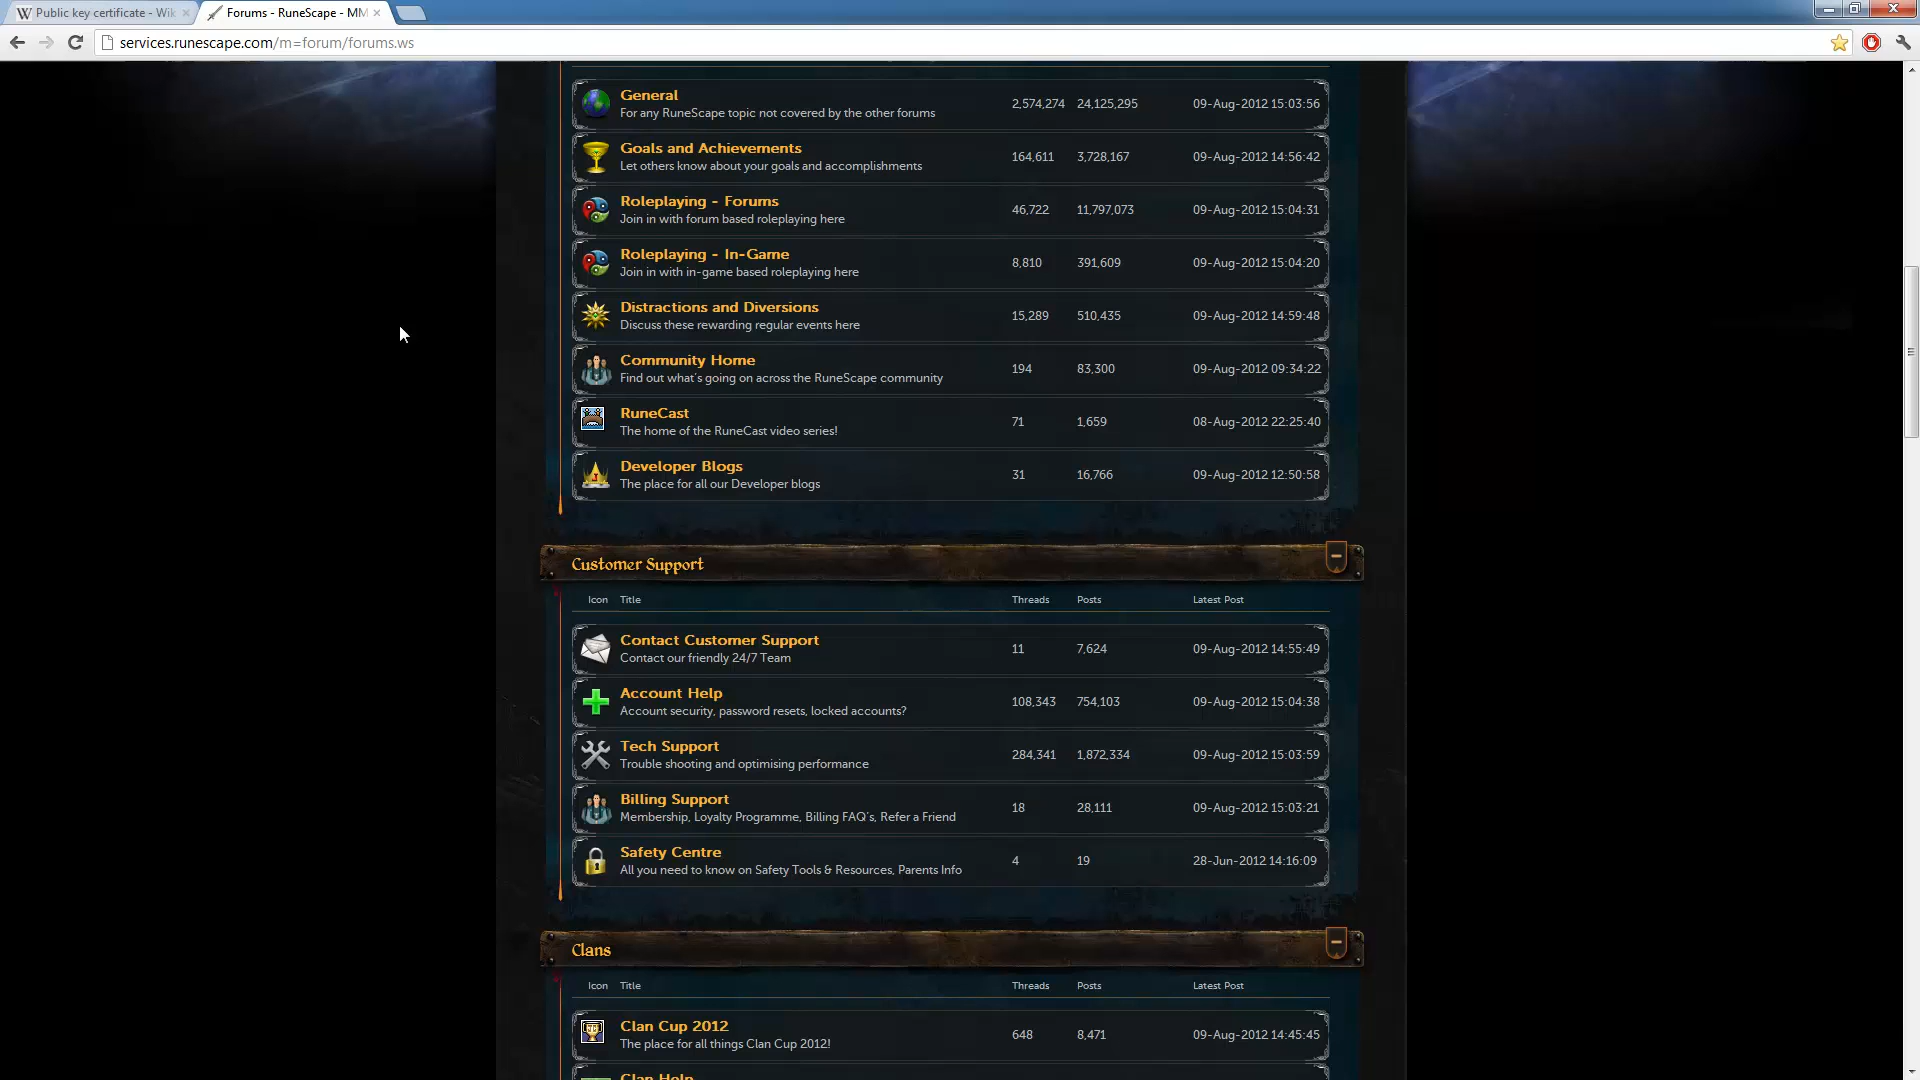 Public key certificate - Wik
Forums - RuneScape - MM
services.runescape.com/m=forum/forums.ws
General 2,574,274 24,125,295 09-Aug-2012 15:03:56
For any RuneScape topic not covered by the other forums
Goals and Achievements 164,611 3,728,167 09-Aug-2012 14:56:42
Let others know about your goals and accomplishments
Roleplaying - Forums 46,722 11,797,073 09-Aug-2012 15:04:31
Join in with forum based roleplaying here
Roleplaying - In-Game 8,810 391,609 09-Aug-2012 15:04:20
Join in with in-game based roleplaying here
Distractions and Diversions 15,289 510,435 09-Aug-2012 14:59:48
Discuss these rewarding regular events here
Community Home 194 83,300 09-Aug-2012 09:34:22
Find out what's going on across the RuneScape community
RuneCast 71 1,659 08-Aug-2012 22:25:40
The home of the RuneCast video series!
Developer Blogs 31 16,766 09-Aug-2012 12:50:58
The place for all our Developer blogs
Customer Support
Icon Title Threads Posts Latest Post
Contact Customer Support 11 7,624 09-Aug-2012 14:55:49
Contact our friendly 24/7 Team
Account Help 108,343 754,103 09-Aug-2012 15:04:38
Account security, password resets, locked accounts?
Tech Support 284,341 1,872,334 09-Aug-2012 15:03:59
Trouble shooting and optimising performance
Billing Support 18 28,111 09-Aug-2012 15:03:21
Membership, Loyalty Programme, Billing FAQ's, Refer a Friend
Safety Centre 4 19 28-Jun-2012 14:16:09
All you need to know on Safety Tools & Resources, Parents Info
Clans
Icon Title Threads Posts Latest Post
Clan Cup 2012 648 8,471 09-Aug-2012 14:45:45
The place for all things Clan Cup 2012!
Clan Help